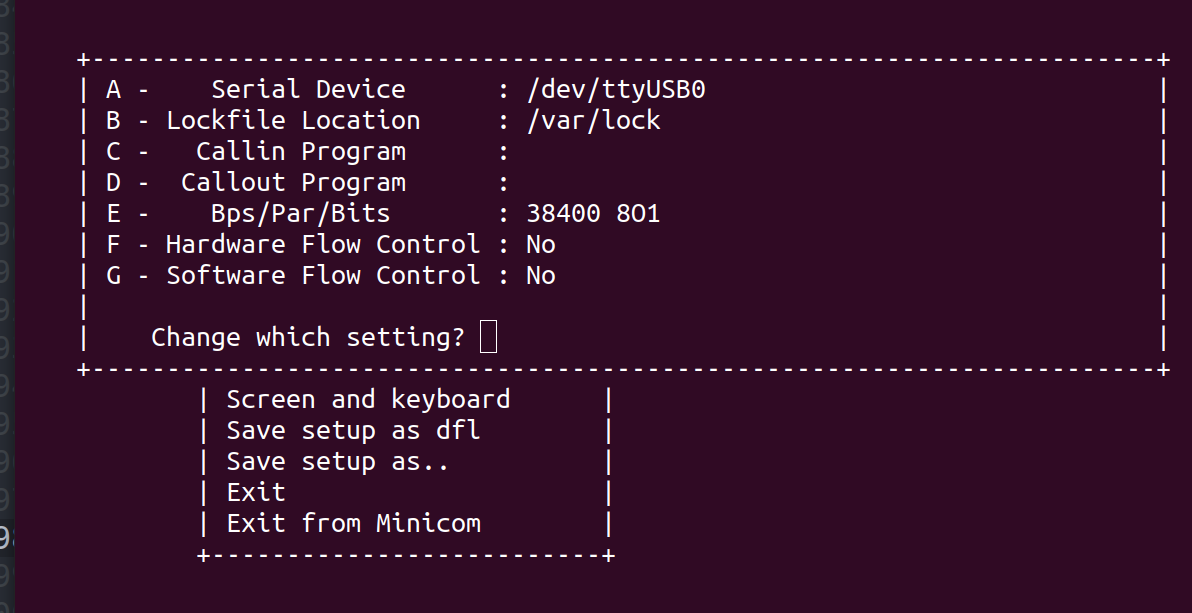 A - Serial Device : /dev/ttyUSB0
B - Lockfile Location : /var/lock
C - Callin Program :
D - Callout Program :
E - Bps/Par/Bits : 38400 8O1
F - Hardware Flow Control : No
G - Software Flow Control : No
Change which setting?
Screen and keyboard
Save setup as dfl
Save setup as..
Exit
Exit from Minicom